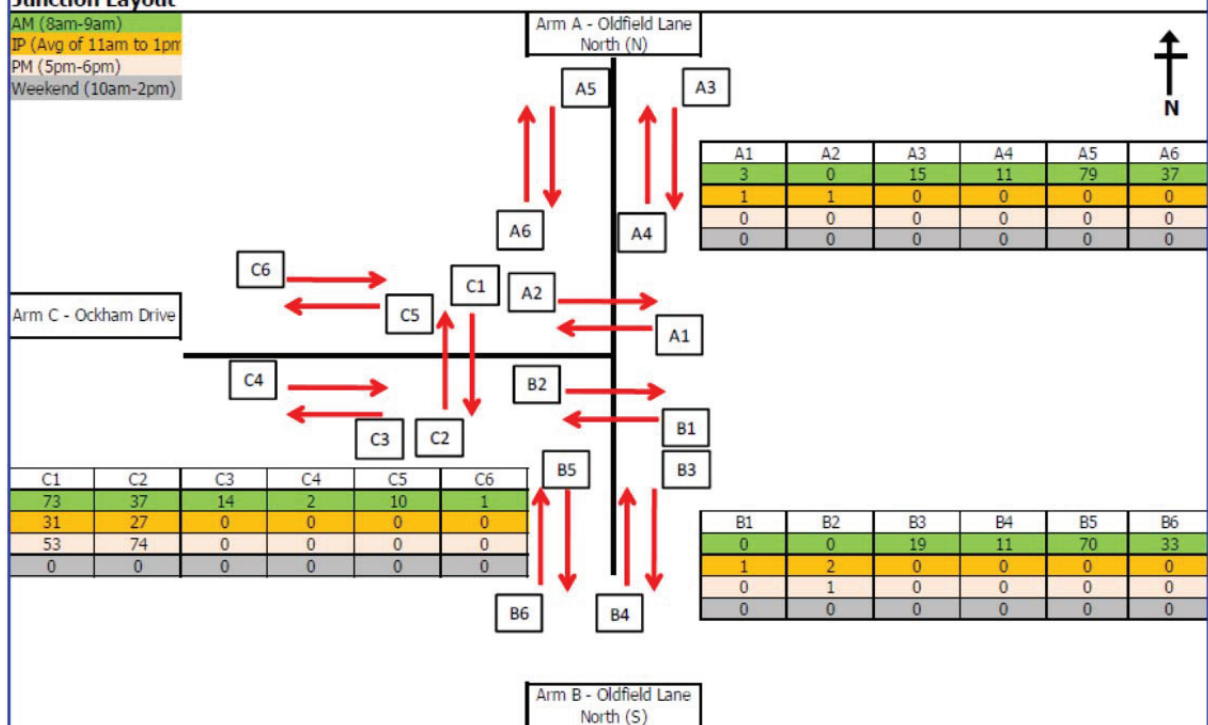 Junction Layout
AM (8am-9am)
IP (Avg of 11am to 1pm
PM (5pm-6pm)
Weekend (10am-2pm)
Arm A - Oldfield Lane
North (N)
N
A5
A3
A1 A2 A3 A4 A5 A6
3 0 15 11 79 37
1 1 0 0 0 0
0 0 0 0 0 0
0 0 0 0 0 0
A6
A4
C6
C1
A2
Arm C - Ockham Drive
C5
A1
C4
B2
C3
C2
B1
B5
B3
C1 C2 C3 C4 C5 C6
73 37 14 2 10 1
31 27 0 0 0 0
53 74 0 0 0 0
0 0 0 0 0 0
B1 B2 B3 B4 B5 B6
0 0 19 11 70 33
1 2 0 0 0 0
0 1 0 0 0 0
0 0 0 0 0 0
B6
B4
Arm B - Oldfield Lane
North (S)